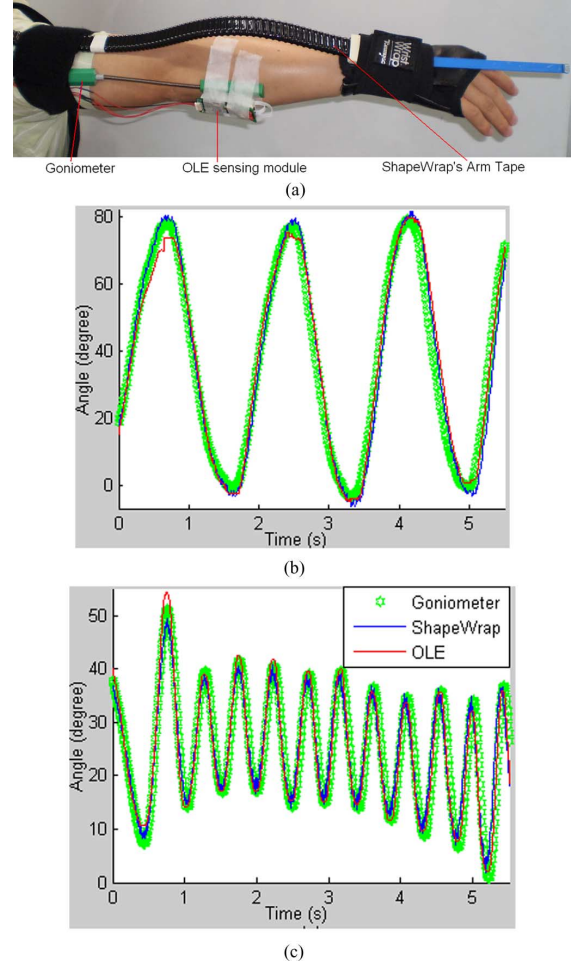 Wrist
Wrap
Goniometer
OLE sensing module
ShapeWrap's Arm Tape
(a)
80
60
40
20
0
Angle (degree)
0 1 2 3 4 5
Time (s)
(b)
Goniometer
ShapeWrap
OLE
50
40
30
20
10
0
Angle (degree)
0 1 2 3 4 5
Time (s)
(c)